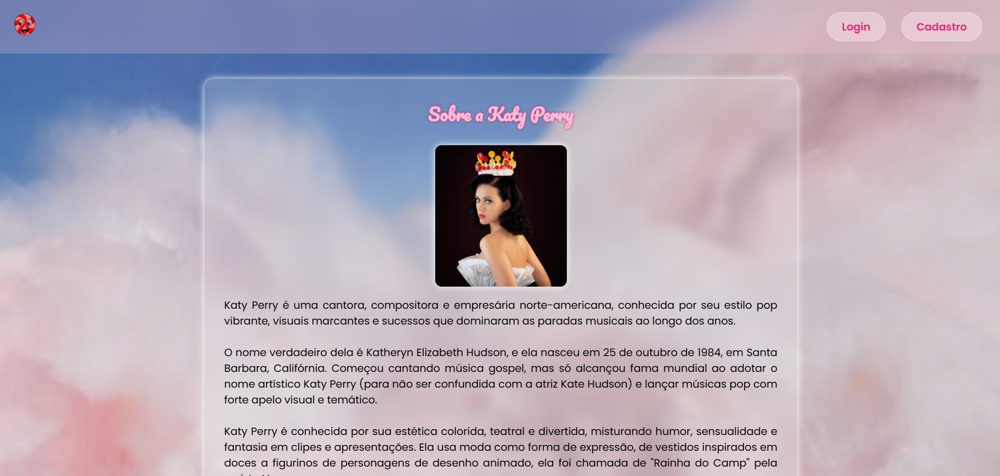 Login
Cadastro
Sobre a Katy Perry
Katy Perry é uma cantora, compositora e empresária norte-americana, conhecida por seu estilo pop
vibrante, visuais marcantes e sucessos que dominaram as paradas musicais ao longo dos anos.
O nome verdadeiro dela é Katheryn Elizabeth Hudson, e ela nasceu em 25 de outubro de 1984, em Santa
Barbara, Califórnia. Começou cantando música gospel, mas só alcançou fama mundial ao adotar o
nome artístico Katy Perry (para não ser confundida com a atriz Kate Hudson) e lançar músicas pop com
forte apelo visual e temático.
Katy Perry é conhecida por sua estética colorida, teatral e divertida, misturando humor, sensualidade e
fantasia em clipes e apresentações. Ela usa moda como forma de expressão, de vestidos inspirados em
doces a figurinos de personagens de desenho animado, ela foi chamada de "Rainha do Camp" pela